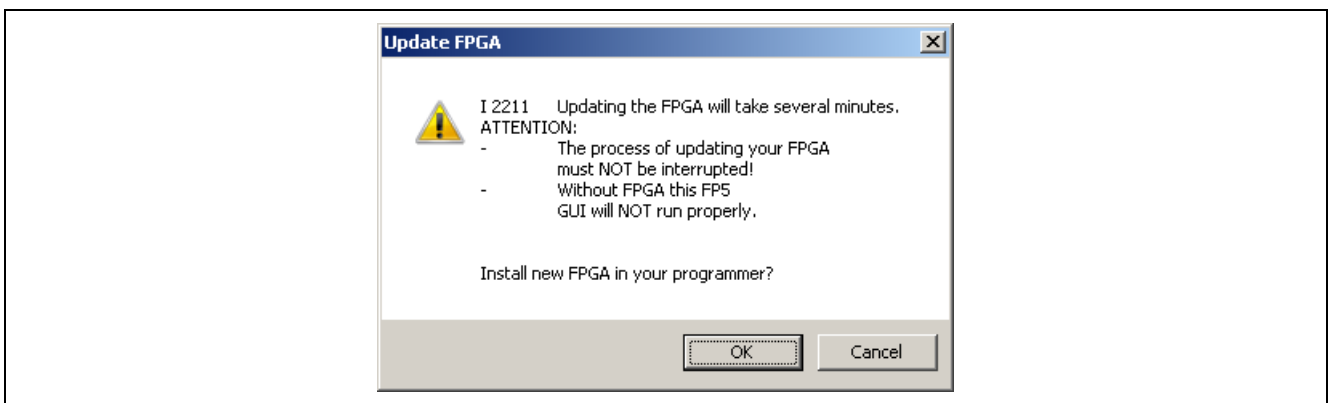 Update FPGA
I 2211 Updating the FPGA will take several minutes.
ATTENTION:
- The process of updating your FPGA
must NOT be interrupted!
- Without FPGA this FP5
GUI will NOT run properly.
Install new FPGA in your programmer?
OK Cancel